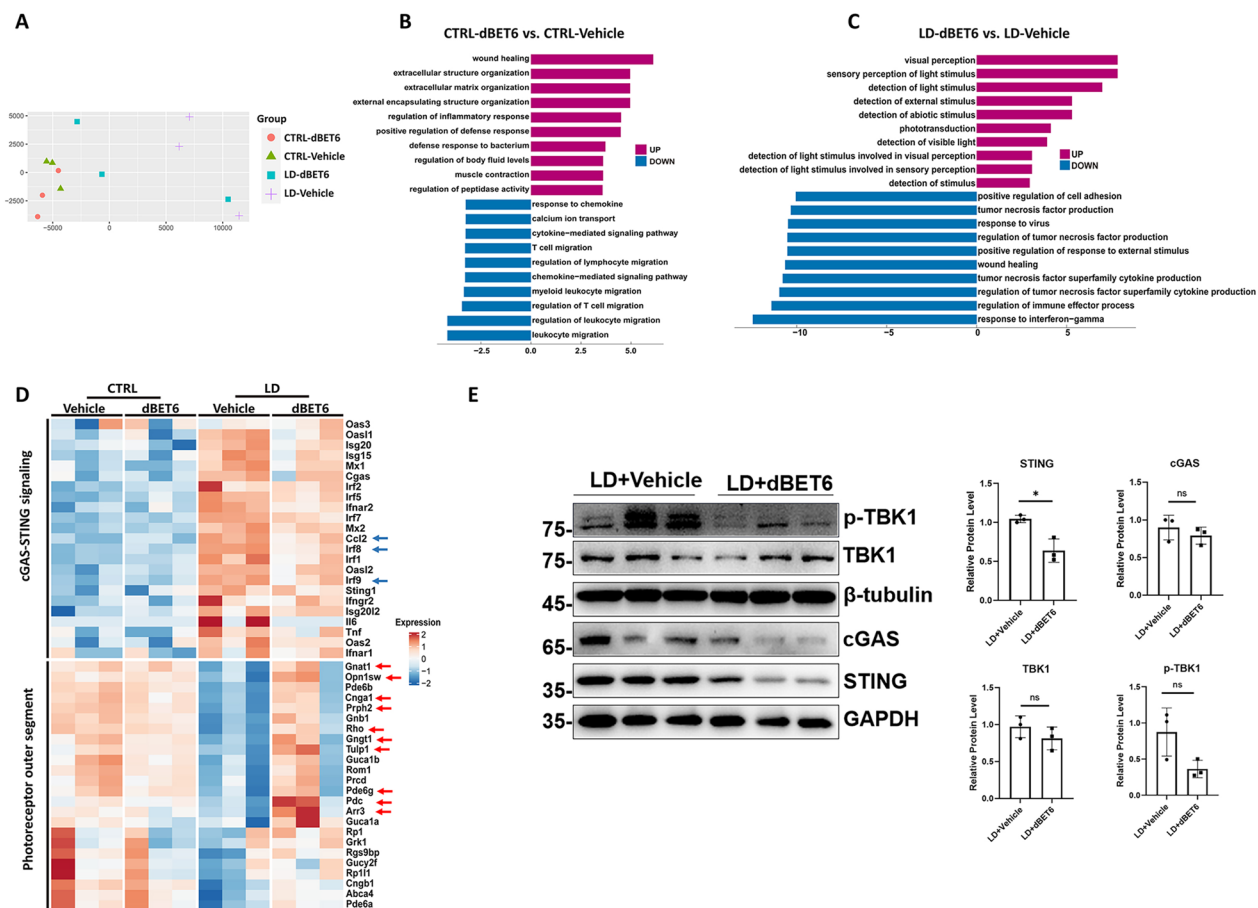 A
Group
CTRL-dBET6
CTRL-Vehicle
LD-dBET6
LD-Vehicle
5000
2500
0
−2500
−5000
0
5000
10000
B
CTRL-dBET6 vs. CTRL-Vehicle
wound healing
extracellular structure organization
extracellular matrix organization
external encapsulating structure organization
regulation of inflammatory response
positive regulation of defense response
defense response to bacterium
regulation of body fluid levels
muscle contraction
regulation of peptidase activity
UP
DOWN
response to chemokine
calcium ion transport
cytokine−mediated signaling pathway
T cell migration
regulation of lymphocyte migration
chemokine−mediated signaling pathway
myeloid leukocyte migration
regulation of T cell migration
regulation of leukocyte migration
leukocyte migration
−2.5
0.0
2.5
5.0
C
LD-dBET6 vs. LD-Vehicle
visual perception
sensory perception of light stimulus
detection of light stimulus
detection of external stimulus
detection of abiotic stimulus
phototransduction
detection of visible light
detection of light stimulus involved in visual perception
detection of light stimulus involved in sensory perception
detection of stimulus
UP
DOWN
positive regulation of cell adhesion
tumor necrosis factor production
response to virus
regulation of tumor necrosis factor production
positive regulation of response to external stimulus
wound healing
tumor necrosis factor superfamily cytokine production
regulation of tumor necrosis factor superfamily cytokine production
regulation of immune effector process
response to interferon−gamma
−10
−5
0
5
D
CTRL
LD
Vehicle
dBET6
Vehicle
dBET6
cGAS-STING signaling
Oas3
Oasl1
Isg20
Isg15
Mx1
Cgas
Irf2
Irf5
Ifnar2
Irf7
Mx2
Ccl2
Irf8
Irf1
Oasl2
Irf9
Sting1
Ifngr2
Isg20l2
Il6
Tnf
Oas2
Ifnar1
Expression
2
1
0
−1
−2
Photoreceptor outer segment
Gnat1
Opn1sw
Pde6b
Cnga1
Prph2
Gnb1
Rho
Gngt1
Tulp1
Guca1b
Rom1
Prcd
Pde6g
Pdc
Arr3
Guca1a
Rp1
Grk1
Rgs9bp
Gucy2f
Rp1l1
Cngb1
Abca4
Pde6a
E
LD+Vehicle
LD+dBET6
75-
p-TBK1
75-
TBK1
45-
β-tubulin
65-
cGAS
35-
STING
35-
GAPDH
STING
Relative Protein Level
1.5
1.0
0.5
0.0
*
LD+Vehicle
LD+dBET6
cGAS
Relative Protein Level
1.5
1.0
0.5
0.0
ns
LD+Vehicle
LD+dBET6
TBK1
Relative Protein Level
1.5
1.0
0.5
0.0
ns
LD+Vehicle
LD+dBET6
p-TBK1
Relative Protein Level
1.5
1.0
0.5
0.0
ns
LD+Vehicle
LD+dBET6